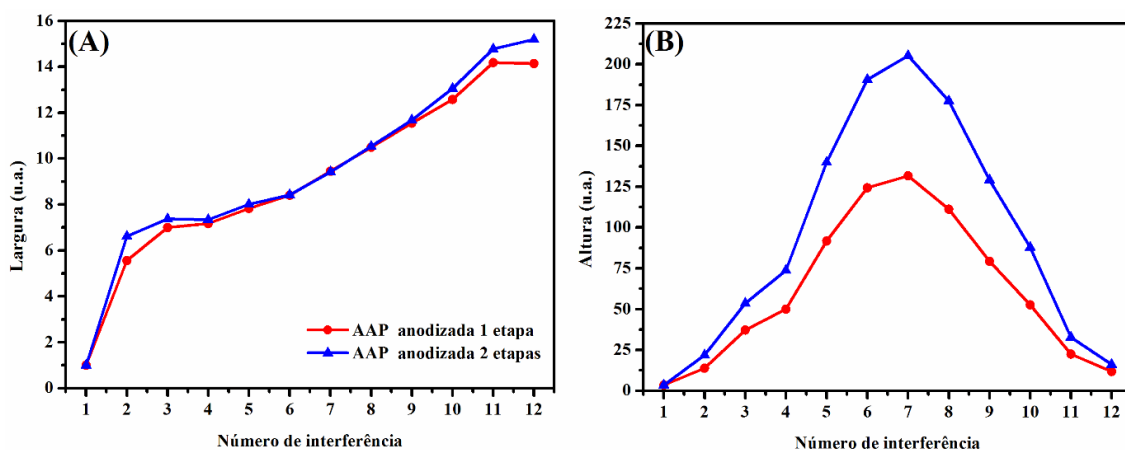 (A)
Largura (u.a.)
16
14
12
10
8
6
4
2
0
1 2 3 4 5 6 7 8 9 10 11 12
Número de interferência
AAP anodizada 1 etapa
AAP anodizada 2 etapas
(B)
Altura (u.a.)
225
200
175
150
125
100
75
50
25
0
1 2 3 4 5 6 7 8 9 10 11 12
Número de interferência